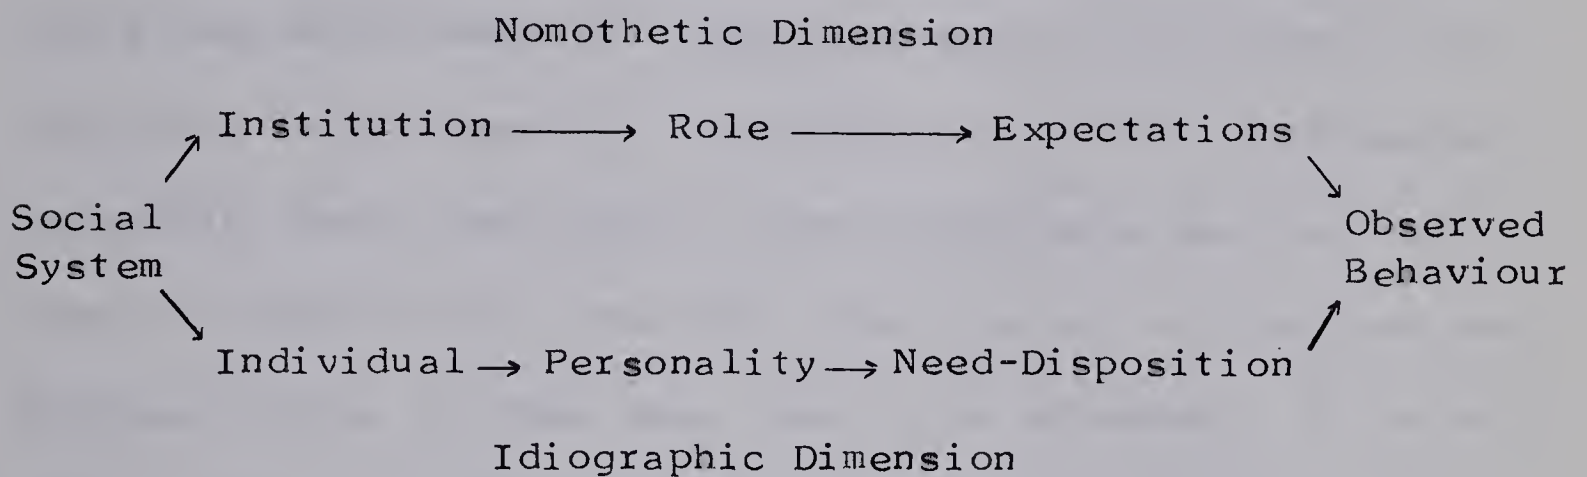 Nomothetic Dimension
Institution → Role → Expectations
Social
System
Observed
Behaviour
Individual → Personality → Need-Disposition
Idiographic Dimension